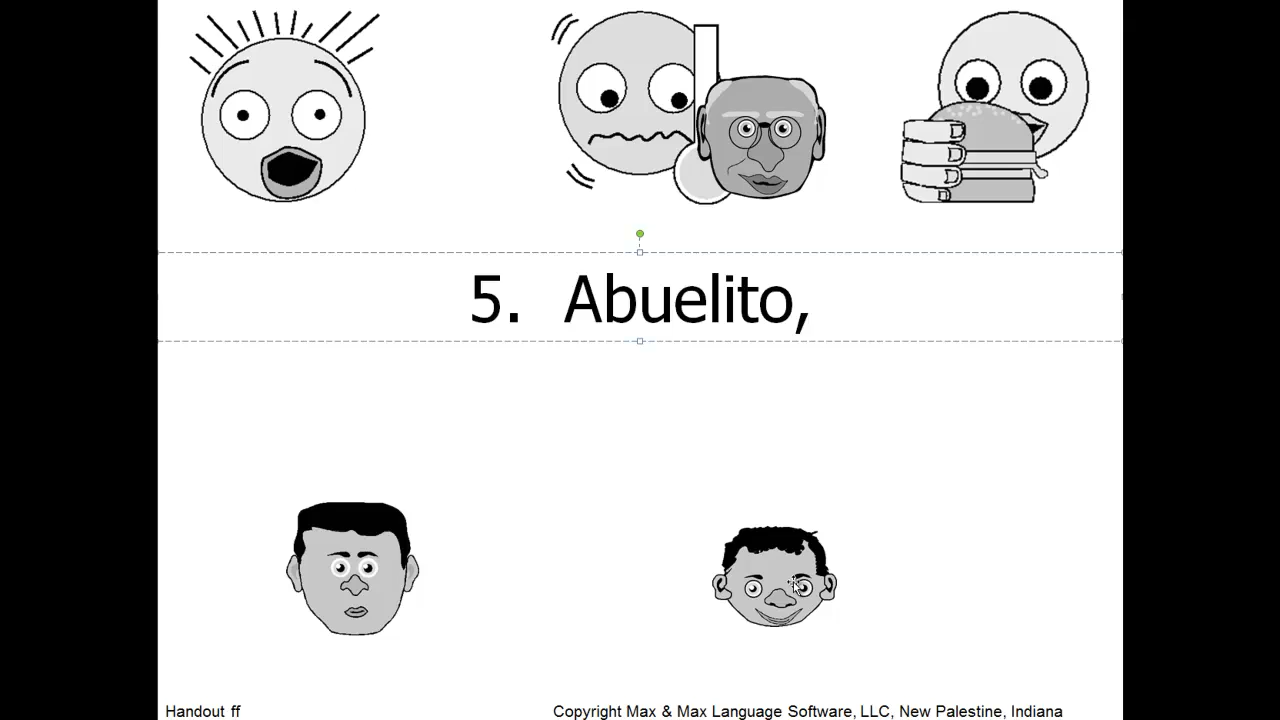 5. Abuelito,
Handout ff
Copyright Max & Max Language Software, LLC, New Palestine, Indiana